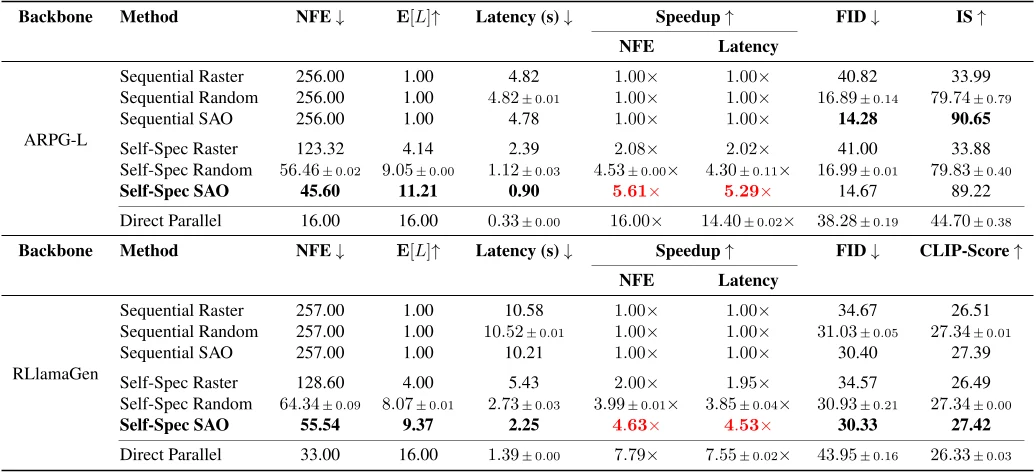 Backbone Method NFE ↓ E[L]↑ Latency (s) ↓ Speedup ↑ FID ↓ IS ↑
NFE Latency
Sequential Raster 256.00 1.00 4.82 1.00× 1.00× 40.82 33.99
Sequential Random 256.00 1.00 4.82 ± 0.01 1.00× 1.00× 16.89 ± 0.14 79.74 ± 0.79
Sequential SAO 256.00 1.00 4.78 1.00× 1.00× 14.28 90.65
ARPG-L
Self-Spec Raster 123.32 4.14 2.39 2.08× 2.02× 41.00 33.88
Self-Spec Random 56.46 ± 0.02 9.05 ± 0.00 1.12 ± 0.03 4.53 ± 0.00× 4.30 ± 0.11× 16.99 ± 0.01 79.83 ± 0.40
Self-Spec SAO 45.60 11.21 0.90 5.61× 5.29× 14.67 89.22
Direct Parallel 16.00 16.00 0.33 ± 0.00 16.00× 14.40 ± 0.02× 38.28 ± 0.19 44.70 ± 0.38
Backbone Method NFE ↓ E[L]↑ Latency (s) ↓ Speedup ↑ FID ↓ CLIP-Score ↑
NFE Latency
Sequential Raster 257.00 1.00 10.58 1.00× 1.00× 34.67 26.51
Sequential Random 257.00 1.00 10.52 ± 0.01 1.00× 1.00× 31.03 ± 0.05 27.34 ± 0.01
Sequential SAO 257.00 1.00 10.21 1.00× 1.00× 30.40 27.39
RLlamaGen
Self-Spec Raster 128.60 4.00 5.43 2.00× 1.95× 34.57 26.49
Self-Spec Random 64.34 ± 0.09 8.07 ± 0.01 2.73 ± 0.03 3.99 ± 0.01× 3.85 ± 0.04× 30.93 ± 0.21 27.34 ± 0.00
Self-Spec SAO 55.54 9.37 2.25 4.63× 4.53× 30.33 27.42
Direct Parallel 33.00 16.00 1.39 ± 0.00 7.79× 7.55 ± 0.02× 43.95 ± 0.16 26.33 ± 0.03